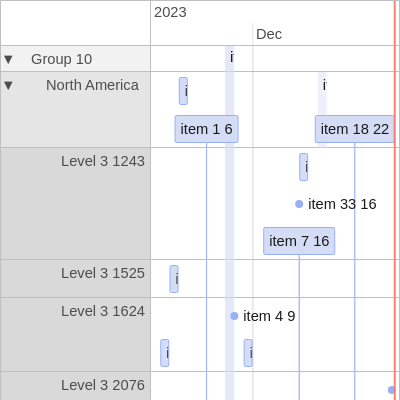 2023
Dec
▼ Group 10
▼ North America
item 1 6
item 18 22
Level 3 1243
item 33 16
item 7 16
Level 3 1525
Level 3 1624
item 4 9
Level 3 2076